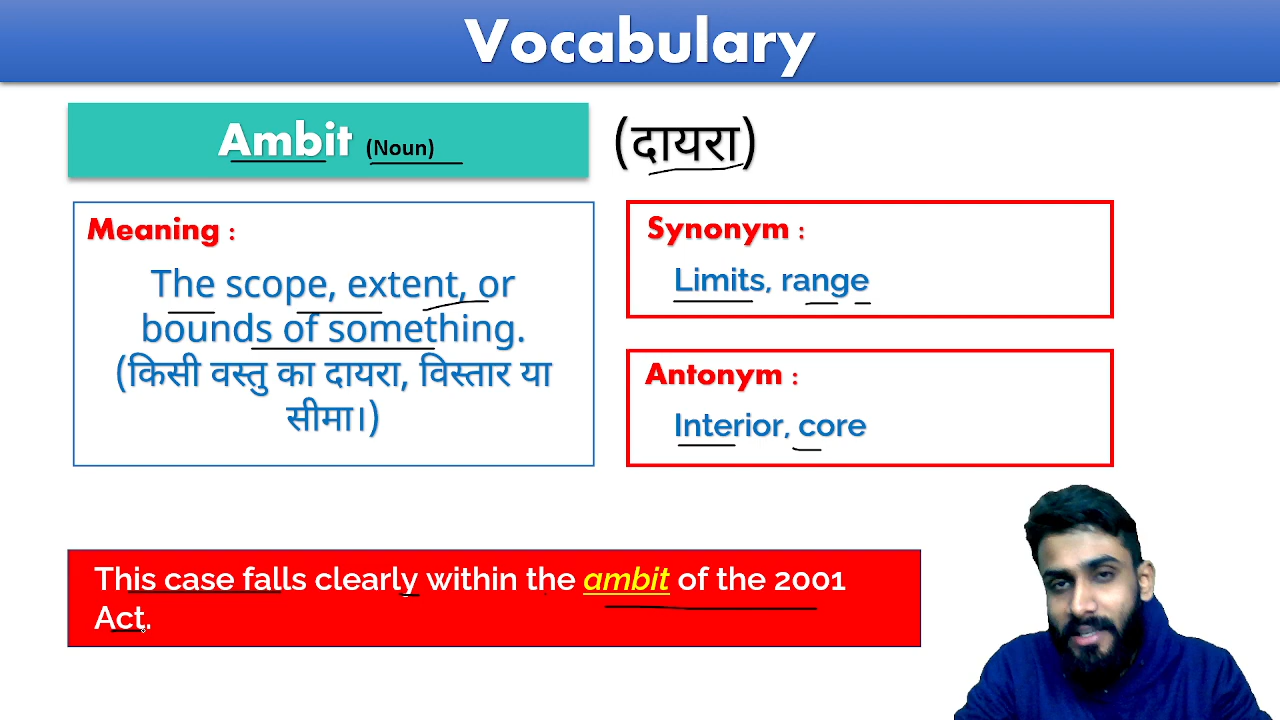 Vocabulary
Ambit (Noun)
(दायरा)
Meaning :
The scope, extent, or
bounds of something.
(किसी वस्तु का दायरा, विस्तार या
सीमा।)
Synonym :
Limits, range
Antonym :
Interior, core
This case falls clearly within the ambit of the 2001
Act.